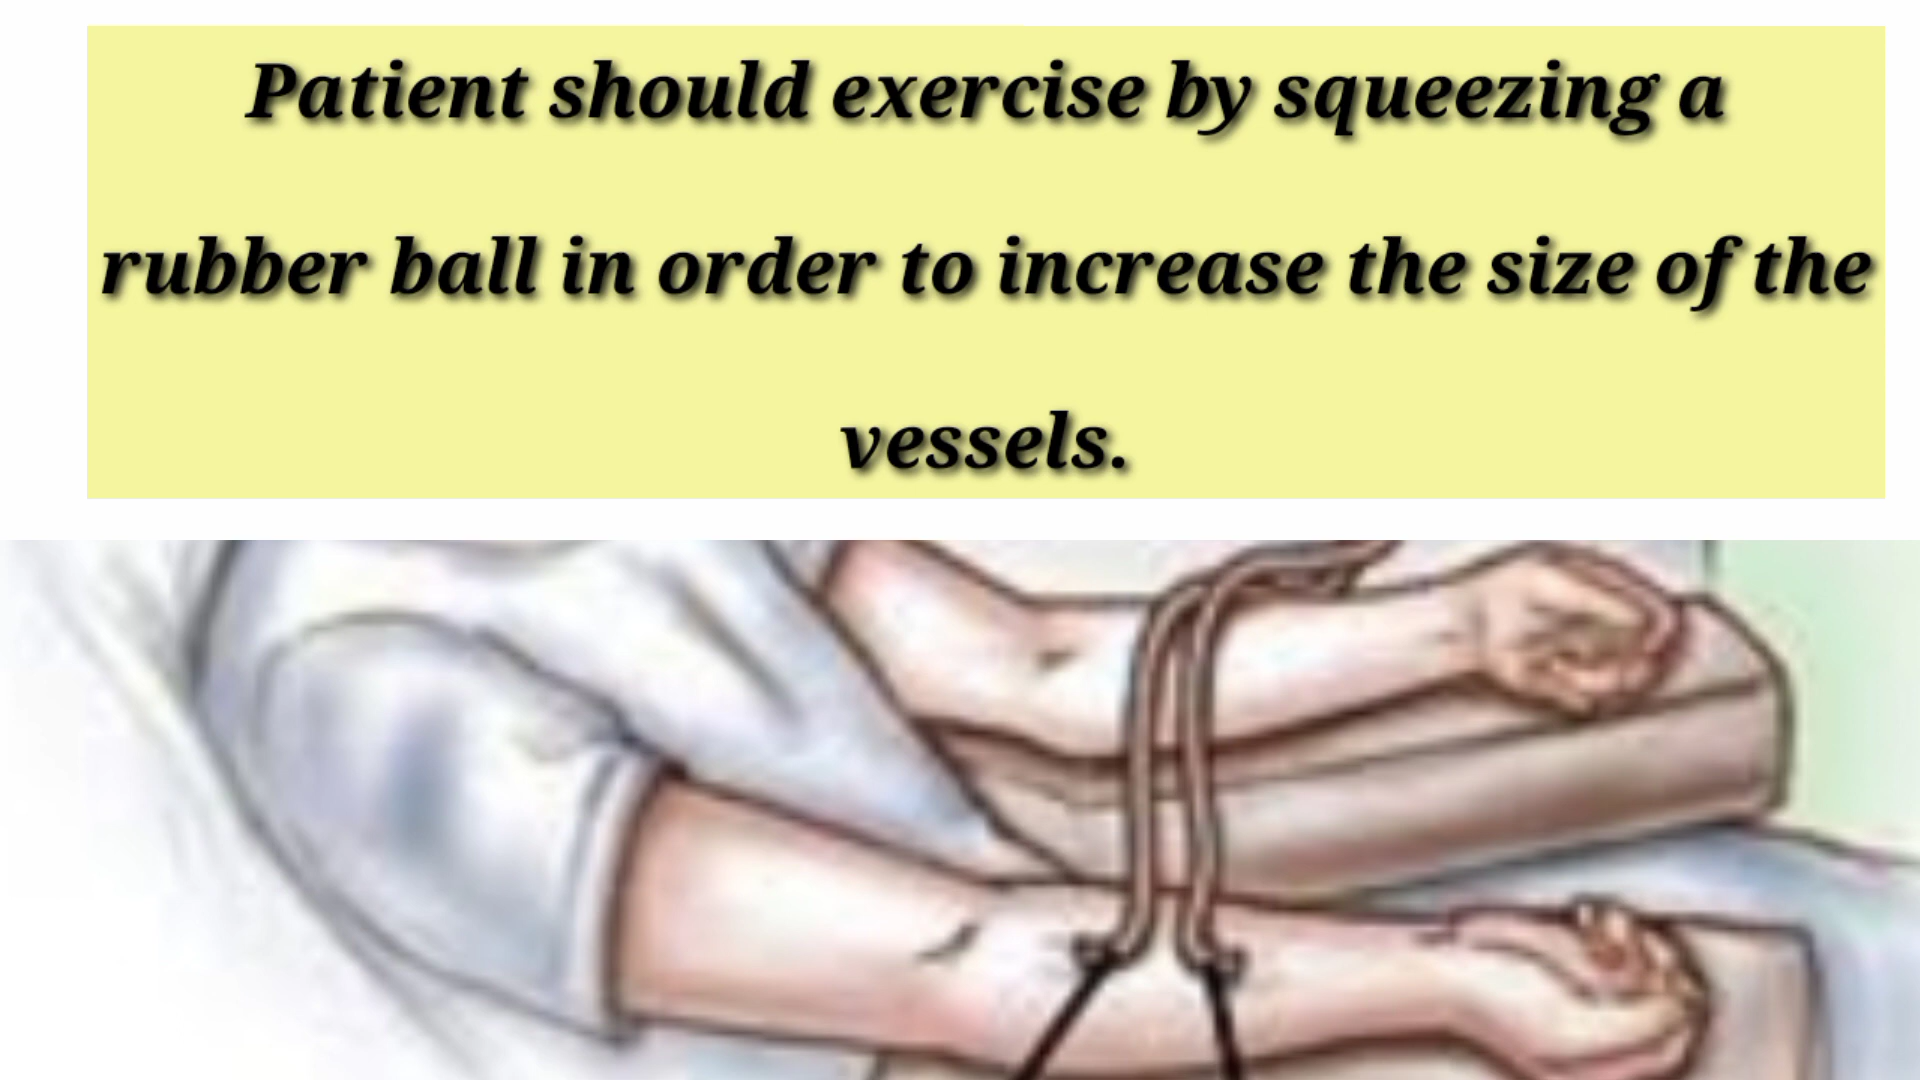 Patient should exercise by squeezing a
rubber ball in order to increase the size of the
vessels.